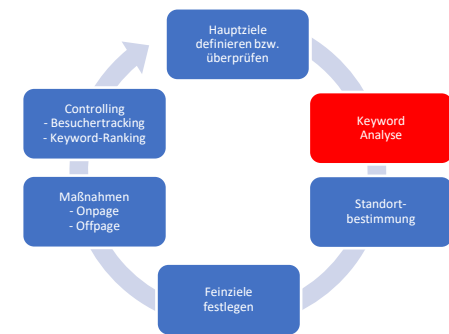 Hauptziele
definieren bzw.
überprüfen
Keyword
Analyse
Standort-
bestimmung
Feinziele
festlegen
Maßnahmen
- Onpage
- Offpage
Controlling
- Besuchertracking
- Keyword-Ranking